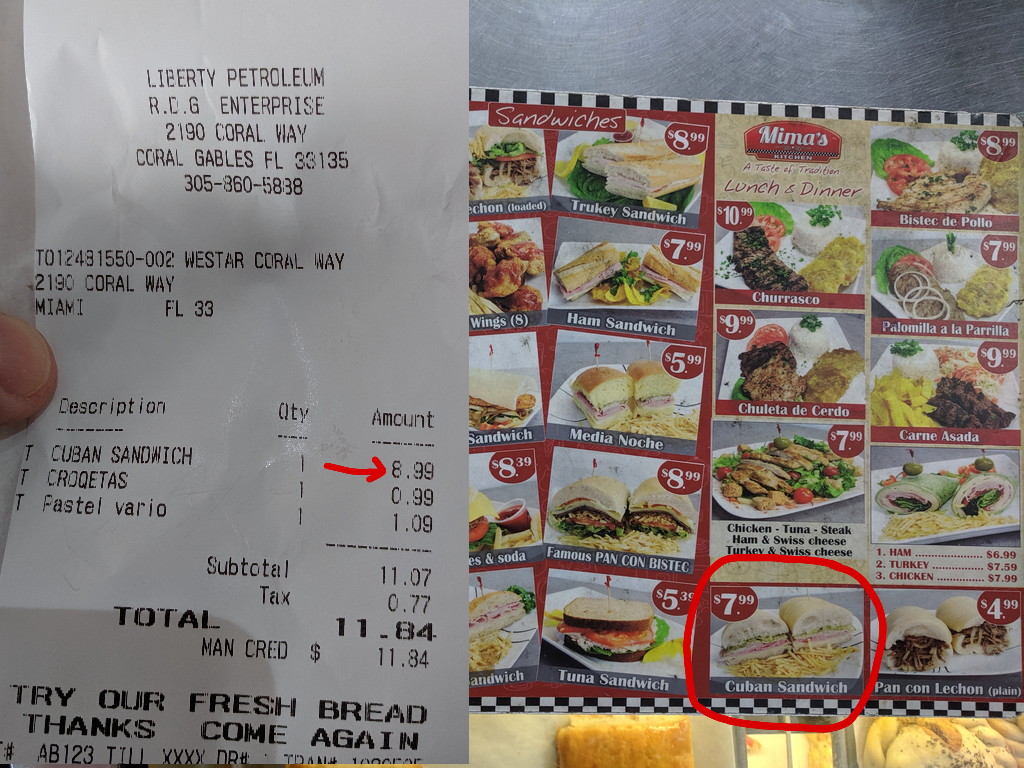 LIBERTY PETROLEUM
R.D.G ENTERPRISE
2190 CORAL WAY
CORAL GABLES FL 33135
305-860-5838
T012481550-002 WESTAR CORAL WAY
2190 CORAL WAY
MIAMI FL 33
Description Qty Amount
T CUBAN SANDWICH 1 8.99
T CROQETAS 1 0.99
T Pastel vario 1 1.09
Subtotal 11.07
Tax 0.77
TOTAL 11.84
MAN CRED $ 11.84
TRY OUR FRESH BREAD
THANKS COME AGAIN
AB123 TILL XXXX DR# : TRAN#
Sandwiches
(loaded)
$8.99
Trukey Sandwich
Wings (8)
$7.99
Ham Sandwich
Sandwich
$5.99
Media Noche
$8.39
& soda
$8.99
Famous PAN CON BISTEC
$5.39
Tuna Sandwich
Mima's
KITCHEN
A Taste of Tradition
Lunch & Dinner
$10.99
Churrasco
$9.99
Chuleta de Cerdo
$7.99
Chicken - Tuna - Steak
Ham & Swiss cheese
Turkey & Swiss cheese
$7.99
Cuban Sandwich
$8.99
Bistec de Pollo
$7.99
Palomilla a la Parrilla
$9.99
Carne Asada
1. HAM .................... $6.99
2. TURKEY ................ $7.59
3. CHICKEN .............. $7.99
$4.99
Pan con Lechon (plain)